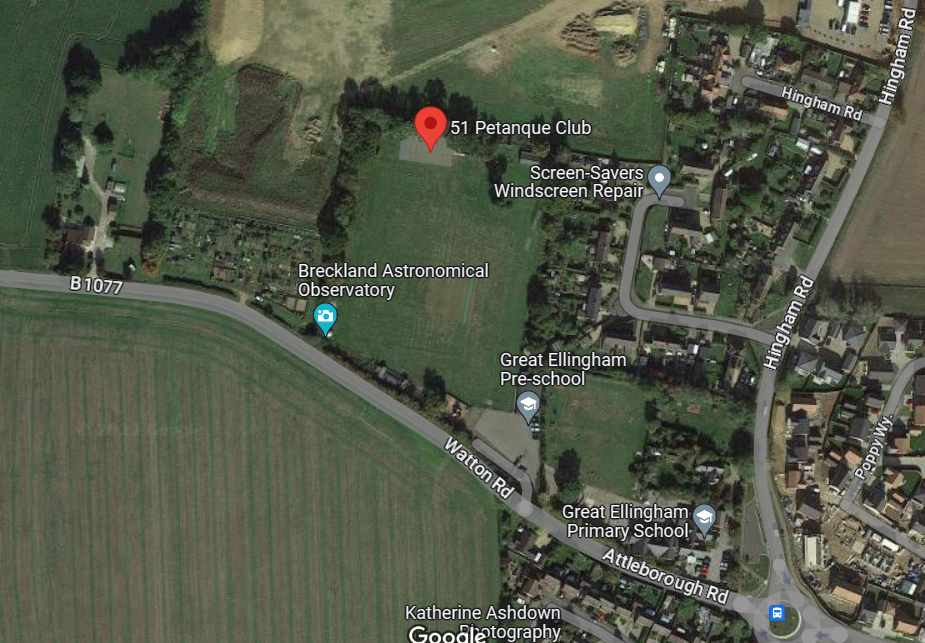 Hingham Rd
Hingham Rd
51 Petanque Club
Screen-Savers
Windscreen Repair
Breckland Astronomical
Observatory
B1077
Hingham Rd
Great Ellingham
Pre-school
Poppy Wy.
Watton Rd
Great Ellingham
Primary School
Attleborough Rd
Katherine Ashdown
Photography
Google